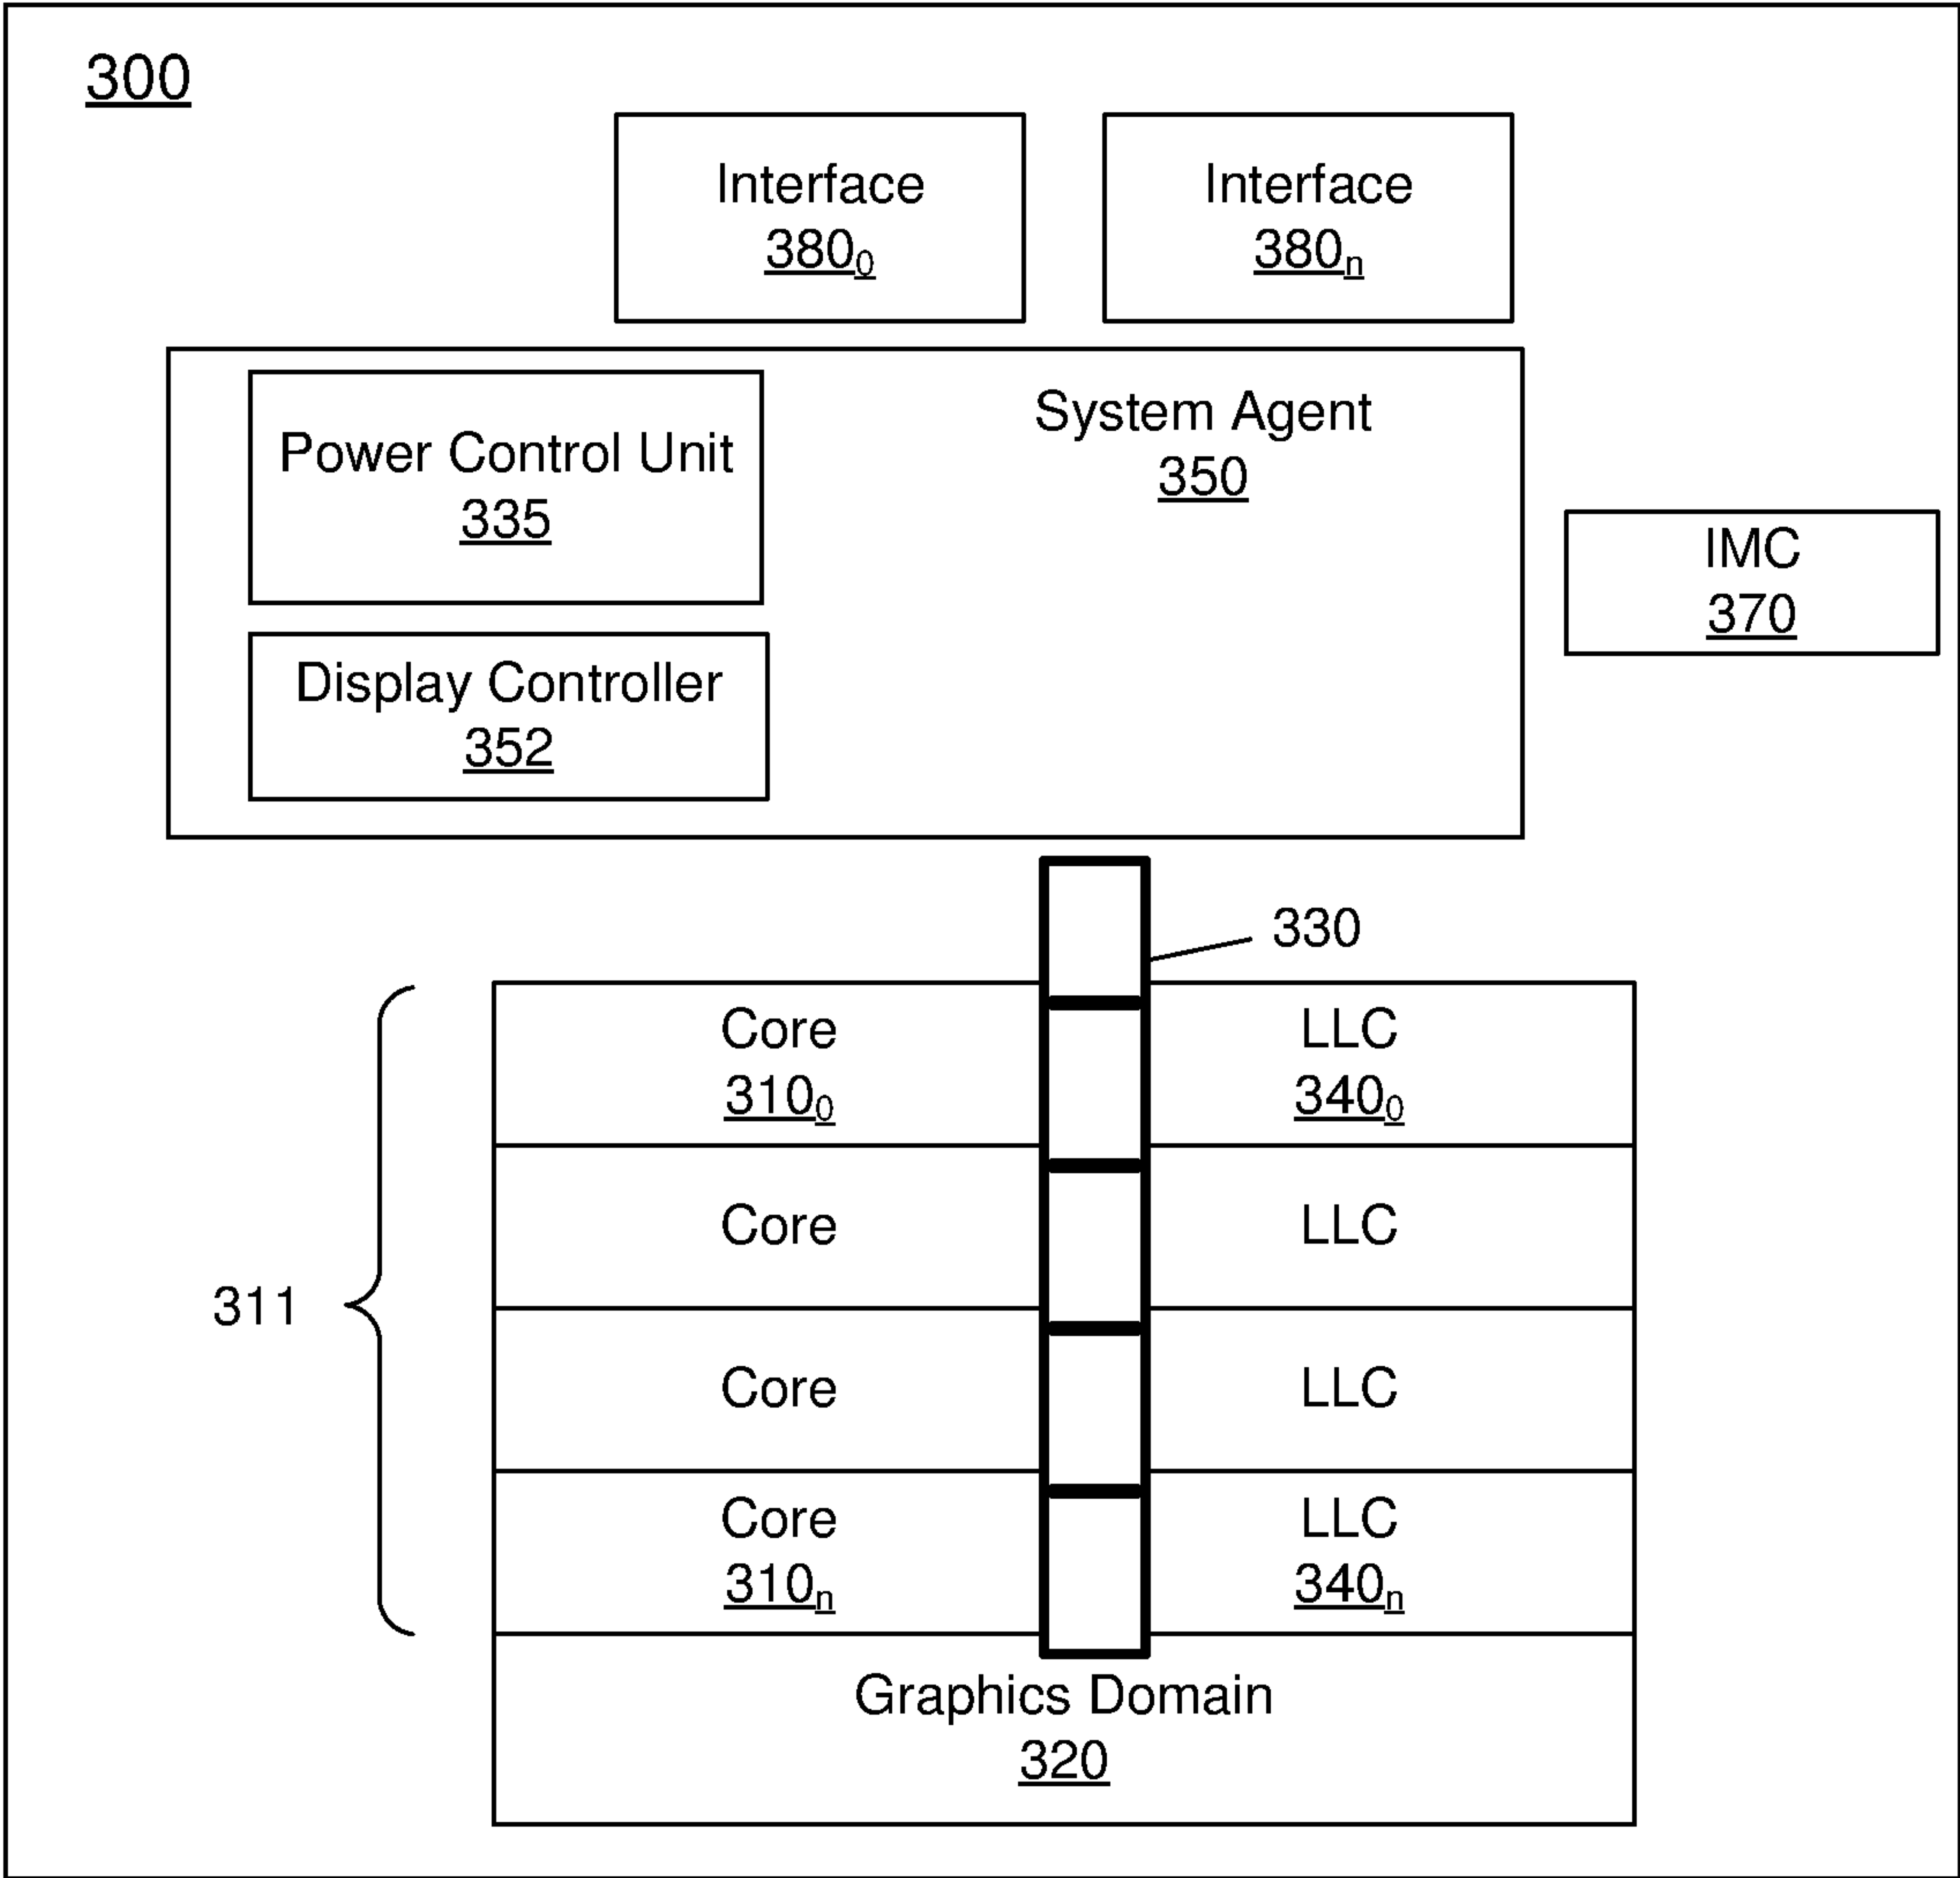 300
Interface
380₀
Interface
380ₙ
System Agent
350
Power Control Unit
335
Display Controller
352
IMC
370
330
311
Core
310₀
LLC
340₀
Core
LLC
Core
LLC
Core
310ₙ
LLC
340ₙ
Graphics Domain
320